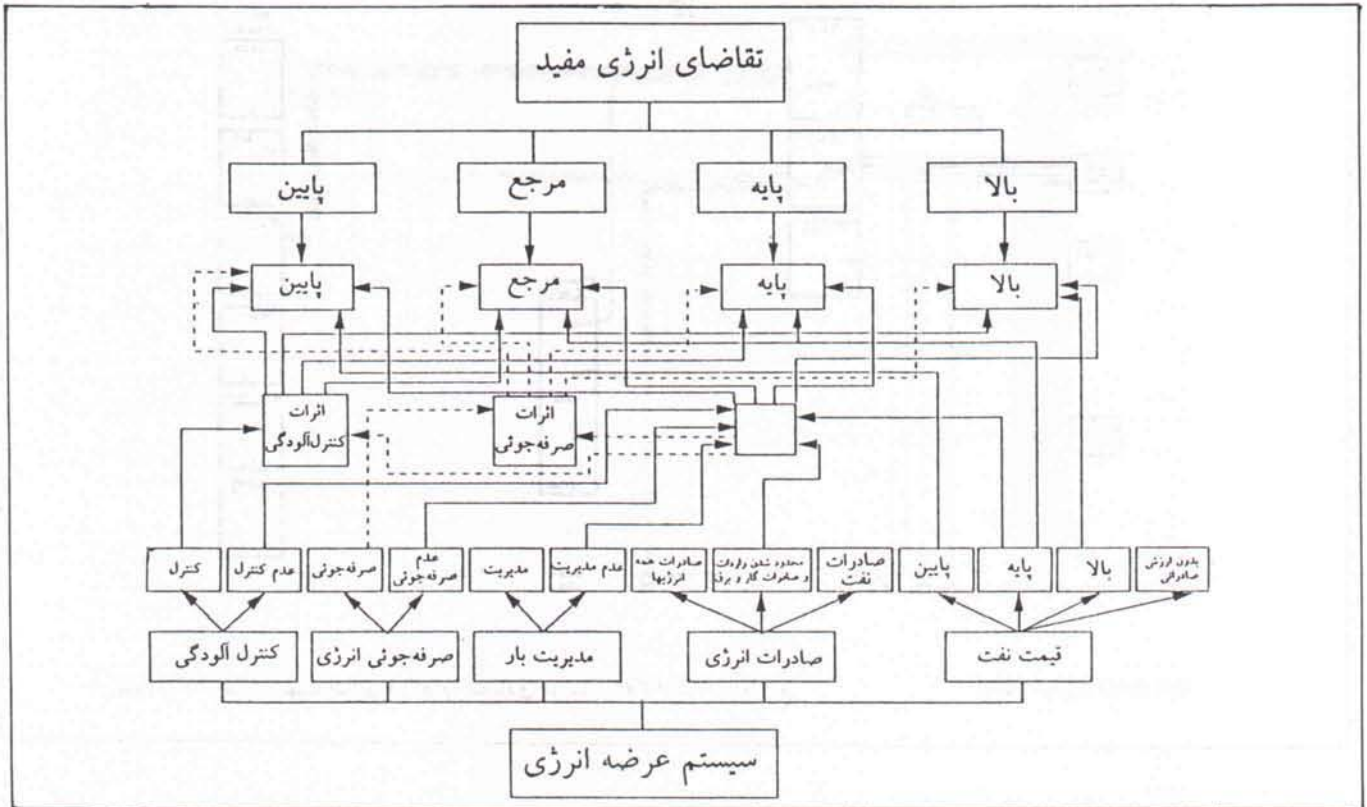 تقاضای انرژی مفید
بالا
پایه
مرجع
پایین
بالا
پایه
مرجع
پایین
اثرات
صرفه‌جوئی
اثرات
کنترل‌آلودگی
بدون ارزش
صادراتی
بالا
پایه
پایین
صادرات
نفت
محدود شدن واردات
و صادرات گاز و برق
صادرات همه
انرژیها
عدم مدیریت
مدیریت
عدم
صرفه‌جوئی
صرفه‌جوئی
عدم کنترل
کنترل
قیمت نفت
صادرات انرژی
مدیریت بار
صرفه‌جوئی انرژی
کنترل آلودگی
سیستم عرضه انرژی